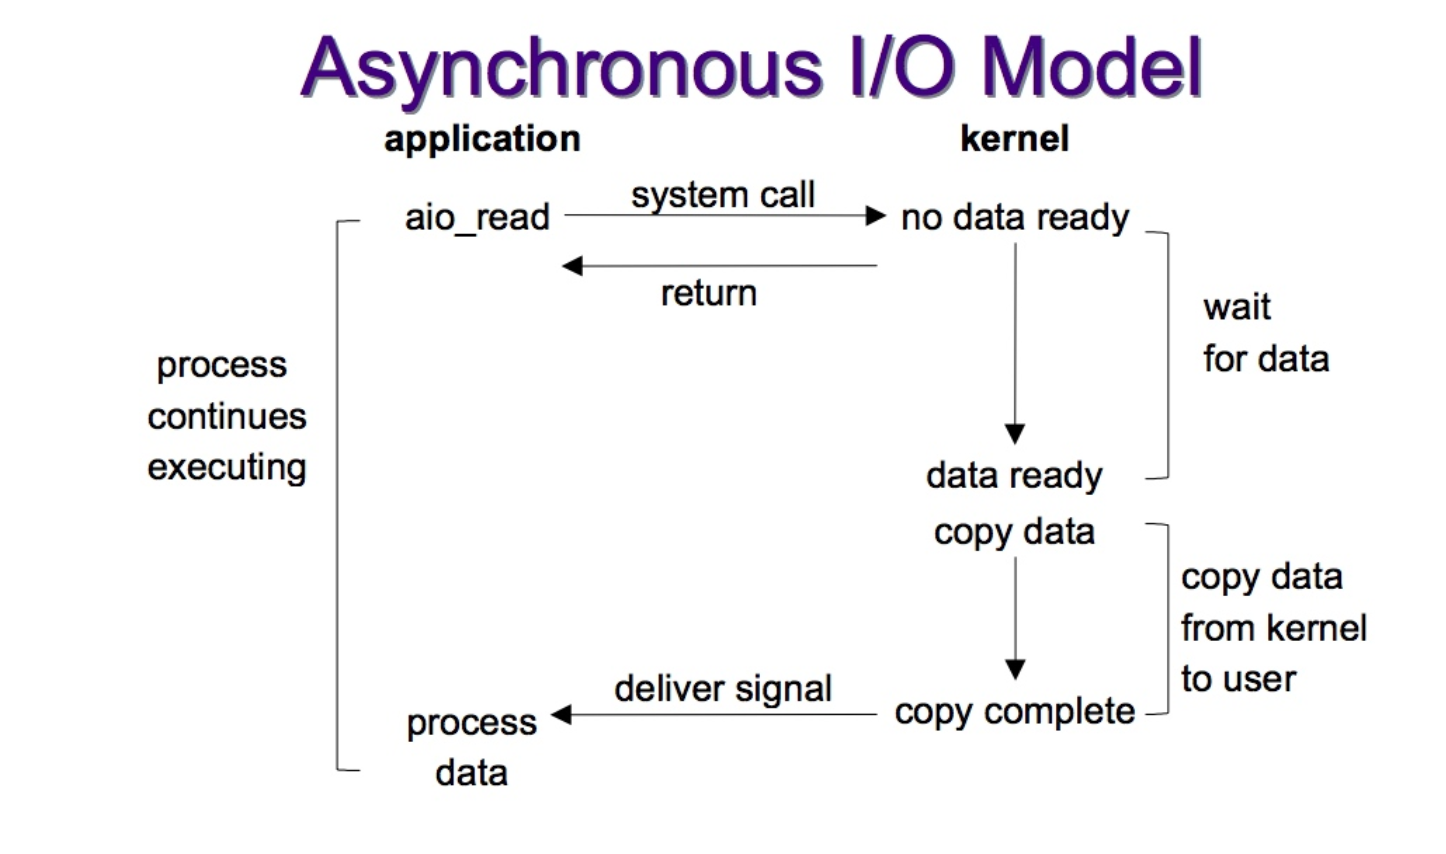 Asynchronous I/O Model
application
kernel
aio_read
system call
no data ready
return
wait
for data
process
continues
executing
data ready
copy data
copy data
from kernel
to user
deliver signal
copy complete
process
data